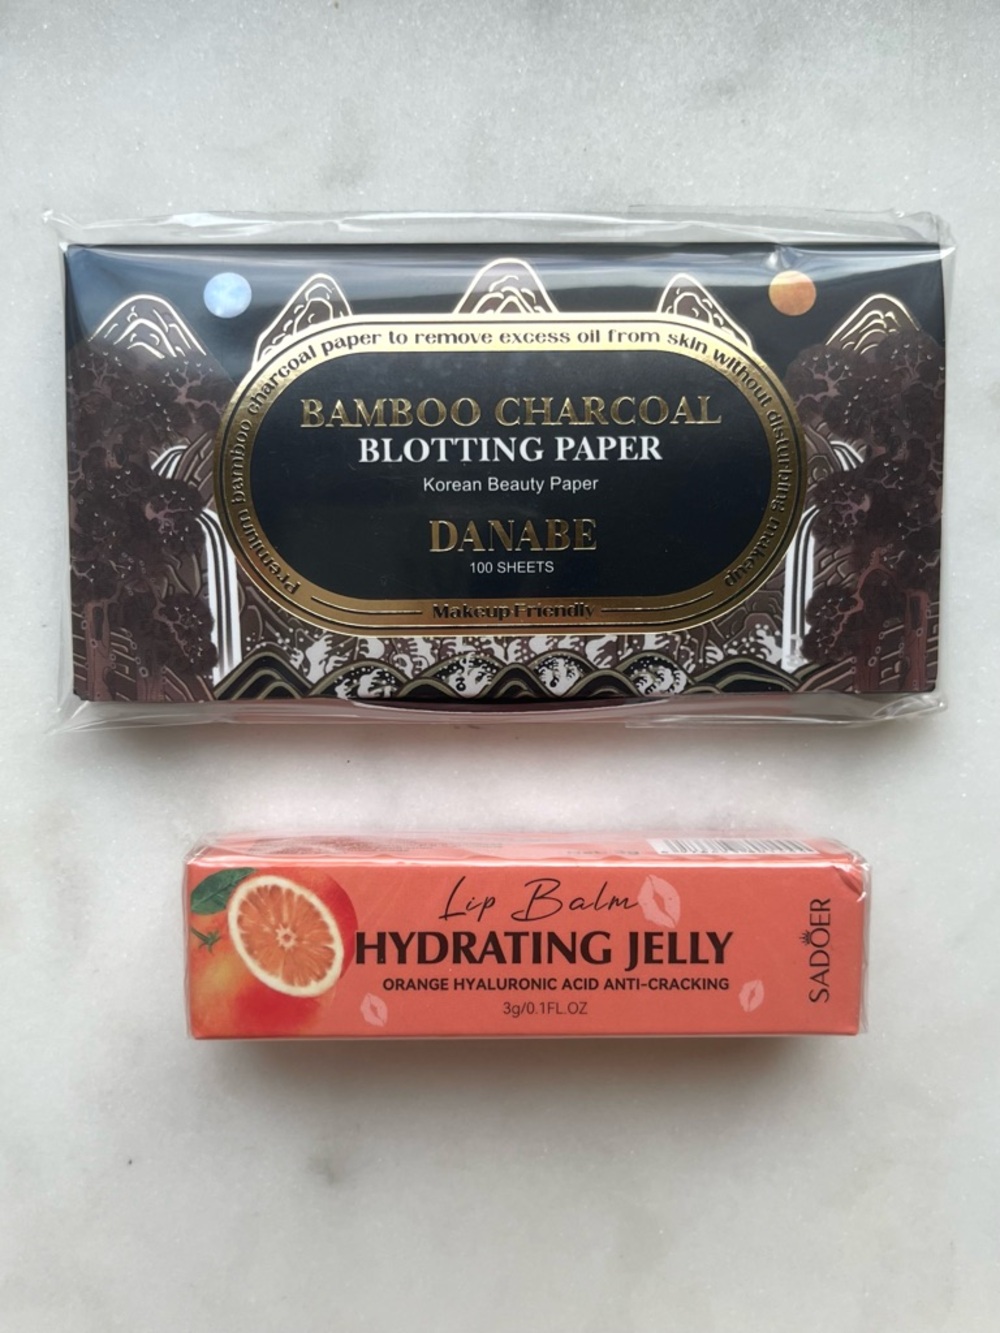 Premium bamboo charcoal paper to remove excess oil from skin without disturbing makeup
BAMBOO CHARCOAL
BLOTTING PAPER
Korean Beauty Paper
DANABE
100 SHEETS
Makeup Friendly
Lip Balm
HYDRATING JELLY
ORANGE HYALURONIC ACID ANTI-CRACKING
3g/0.1FL.OZ
SADOER